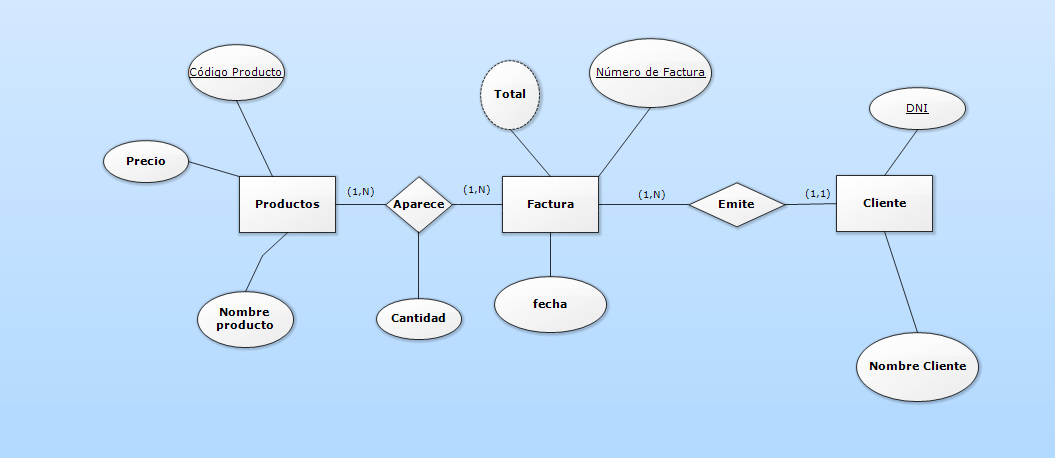 Código Producto
Total
Número de Factura
DNI
Precio
Productos
(1,N)
Aparece
(1,N)
Factura
(1,N)
Emite
(1,1)
Cliente
Nombre
producto
Cantidad
fecha
Nombre Cliente